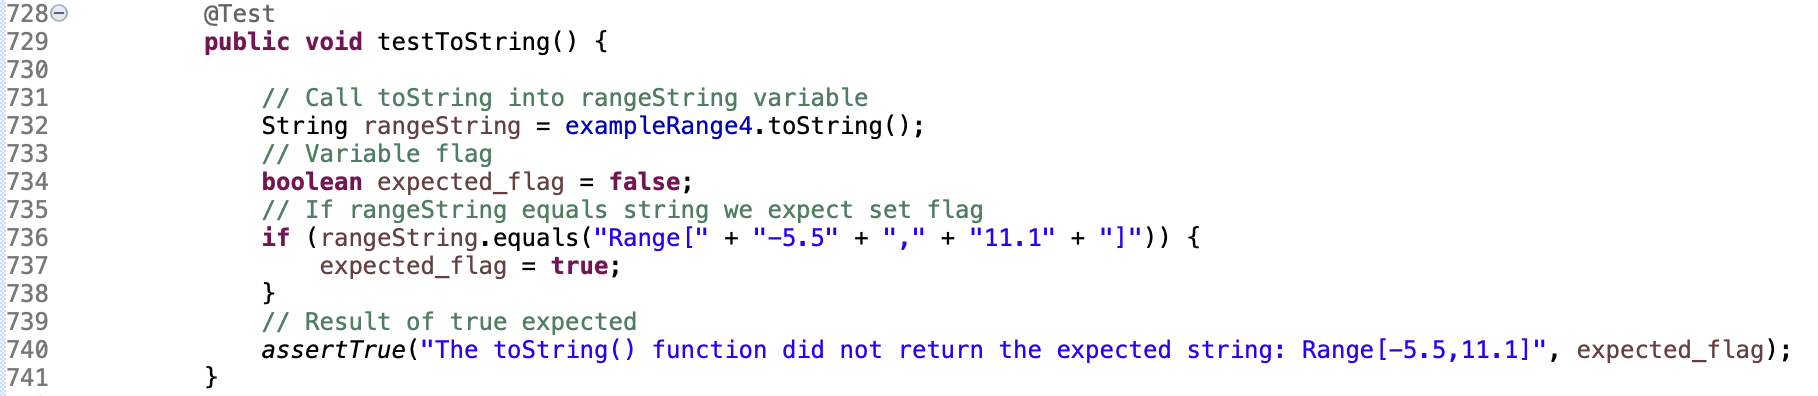 728 @Test
729 public void testToString() {
730
731 // Call toString into rangeString variable
732 String rangeString = exampleRange4.toString();
733 // Variable flag
734 boolean expected_flag = false;
735 // If rangeString equals string we expect set flag
736 if (rangeString.equals("Range[" + "-5.5" + "," + "11.1" + "]")) {
737 expected_flag = true;
738 }
739 // Result of true expected
740 assertTrue("The toString() function did not return the expected string: Range[-5.5,11.1]", expected_flag);
741 }